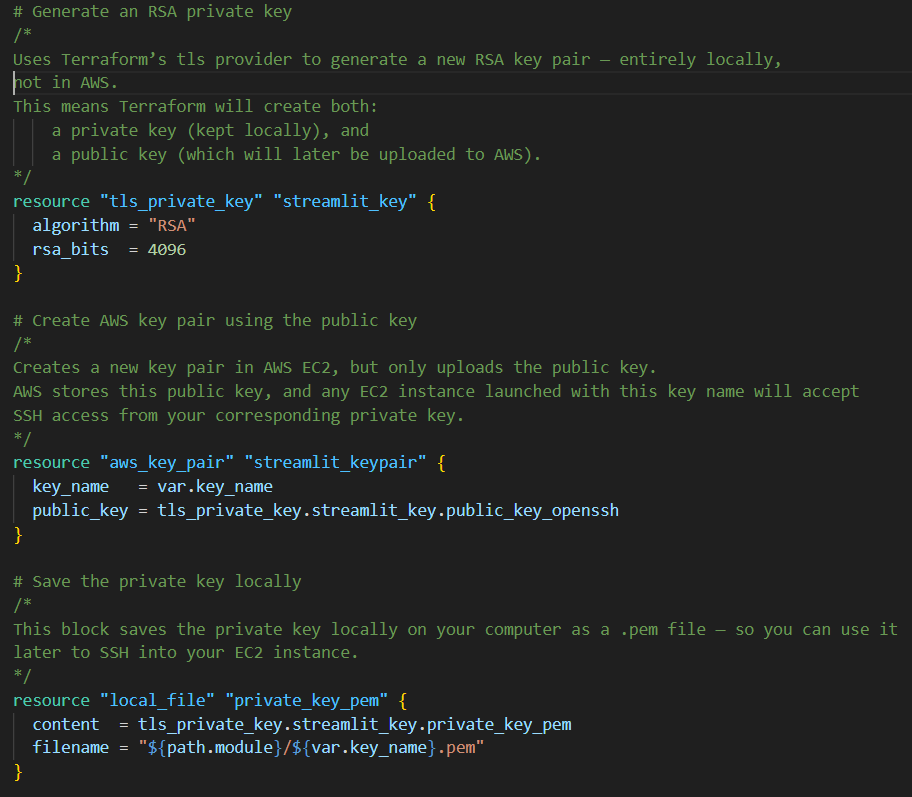 # Generate an RSA private key
/*
Uses Terraform’s tls provider to generate a new RSA key pair — entirely locally,
not in AWS.
This means Terraform will create both:
    a private key (kept locally), and
    a public key (which will later be uploaded to AWS).
*/
resource "tls_private_key" "streamlit_key" {
  algorithm = "RSA"
  rsa_bits  = 4096
}

# Create AWS key pair using the public key
/*
Creates a new key pair in AWS EC2, but only uploads the public key.
AWS stores this public key, and any EC2 instance launched with this key name will accept
SSH access from your corresponding private key.
*/
resource "aws_key_pair" "streamlit_keypair" {
  key_name   = var.key_name
  public_key = tls_private_key.streamlit_key.public_key_openssh
}

# Save the private key locally
/*
This block saves the private key locally on your computer as a .pem file — so you can use it
later to SSH into your EC2 instance.
*/
resource "local_file" "private_key_pem" {
  content  = tls_private_key.streamlit_key.private_key_pem
  filename = "${path.module}/${var.key_name}.pem"
}